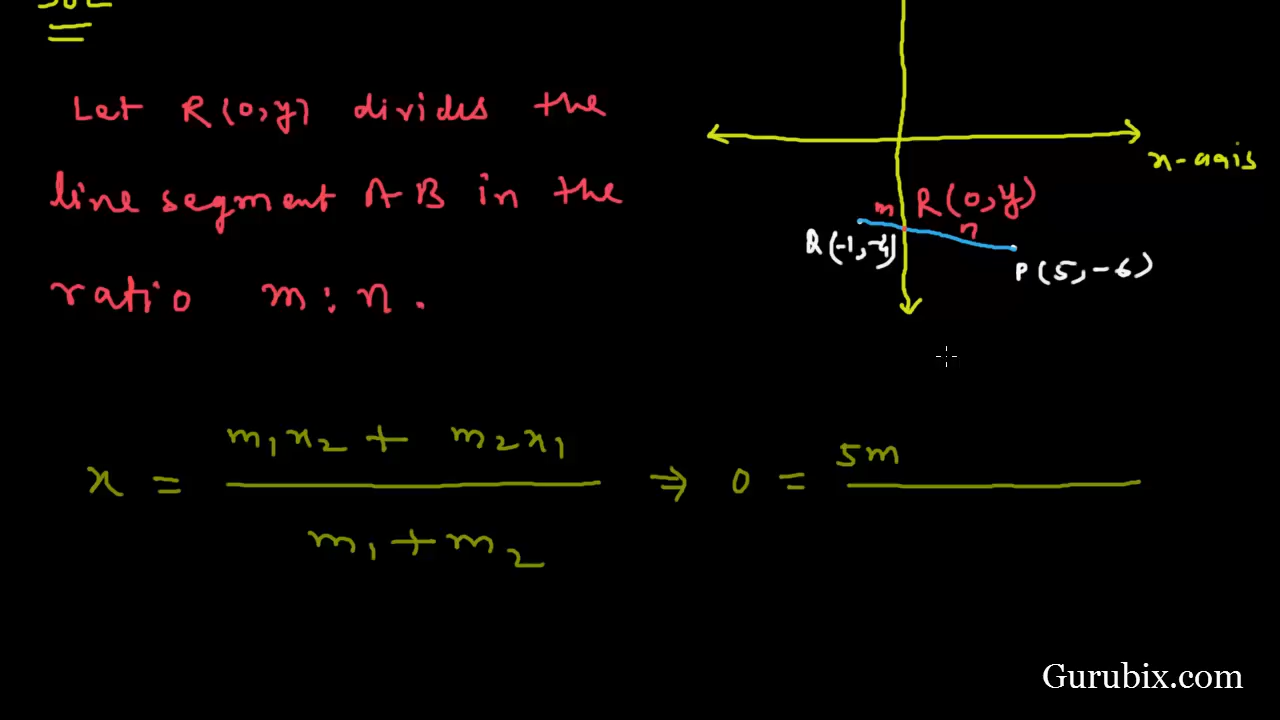 Let R(0,y) divides the
line segment AB in the
ratio m:n.
x-axis
m R(0,y)
n
R(-1,-4)
P(5,-6)
x = m₁x₂ + m₂x₁ / m₁+m₂ ⇒ 0 = 5m
Gurubix.com